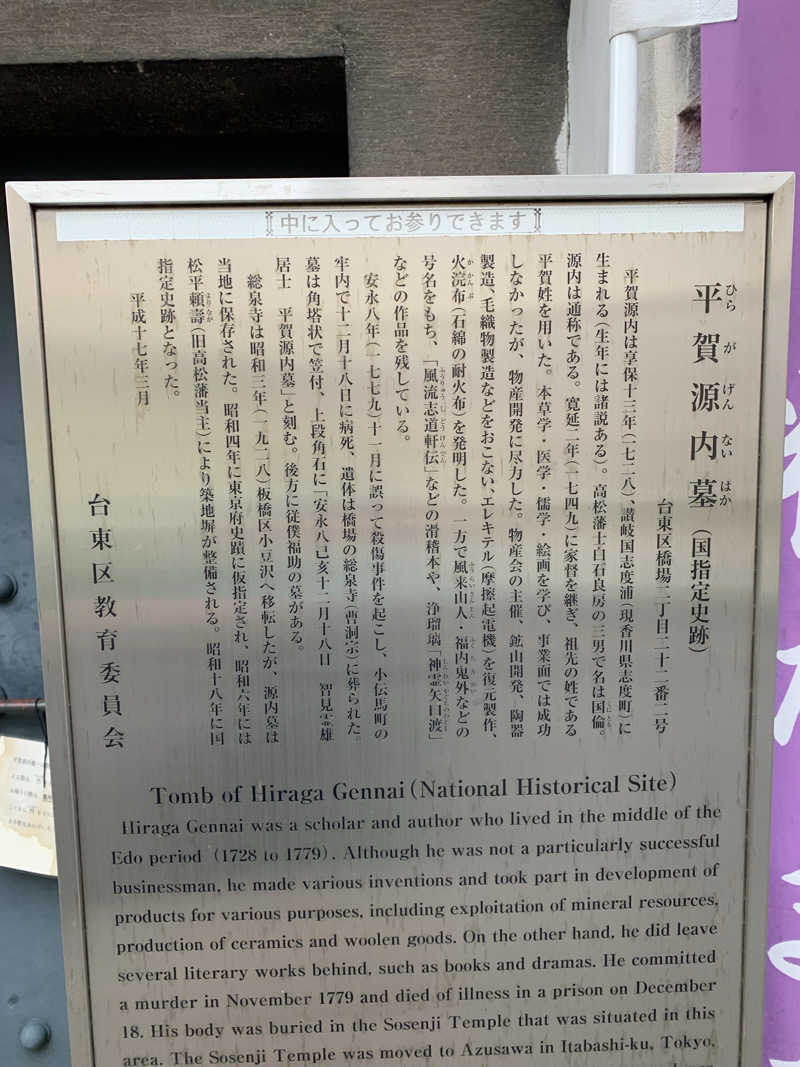 中に入ってお参りできます
平賀源内墓（国指定史跡）
台東区橋場二丁目二十二番二号
平賀源内は享保十三年（一七二八）、讃岐国志度浦（現香川県志度町）に
生まれる（生年には諸説ある）。高松藩士白石良房の三男で名は国倫。
源内は通称である。寛延二年（一七四九）に家督を継ぎ、祖先の姓である
平賀姓を用いた。本草学・医学・儒学・絵画を学び、事業面では成功
しなかったが、物産開発に尽力した。物産会の主催、鉱山開発、陶器
製造、毛織物製造などをおこない、エレキテル（摩擦起電機）を復元製作、
火浣布（石綿の耐火布）を発明した。一方で風来山人・福内鬼外などの
号名をもち、「風流志道軒伝」などの滑稽本や、浄瑠璃「神霊矢口渡」
などの作品を残している。
安永八年（一七七九）十一月に誤って殺傷事件を起こし、小伝馬町の
牢内で十二月十八日に病死、遺体は橋場の総泉寺（曹洞宗）に葬られた。
墓は角塔状で笠付、上段角石に「安永八己亥十二月十八日　智見霊雄
居士　平賀源内墓」と刻む。後方に従僕福助の墓がある。
総泉寺は昭和三年（一九二八）板橋区小豆沢へ移転したが、源内墓は
当地に保存された。昭和四年に東京府史蹟に仮指定され、昭和六年には
松平頼壽（旧高松藩当主）により築地塀が整備される。昭和十八年に国
指定史跡となった。
平成十七年三月
台東区教育委員会
Tomb of Hiraga Gennai (National Historical Site)
Hiraga Gennai was a scholar and author who lived in the middle of the
Edo period (1728 to 1779). Although he was not a particularly successful
businessman, he made various inventions and took part in development of
products for various purposes, including exploitation of mineral resources,
production of ceramics and woolen goods. On the other hand, he did leave
several literary works behind, such as books and dramas. He committed
a murder in November 1779 and died of illness in a prison on December
18. His body was buried in the Sosenji Temple that was situated in this
area. The Sosenji Temple was moved to Azusawa in Itabashi-ku, Tokyo,